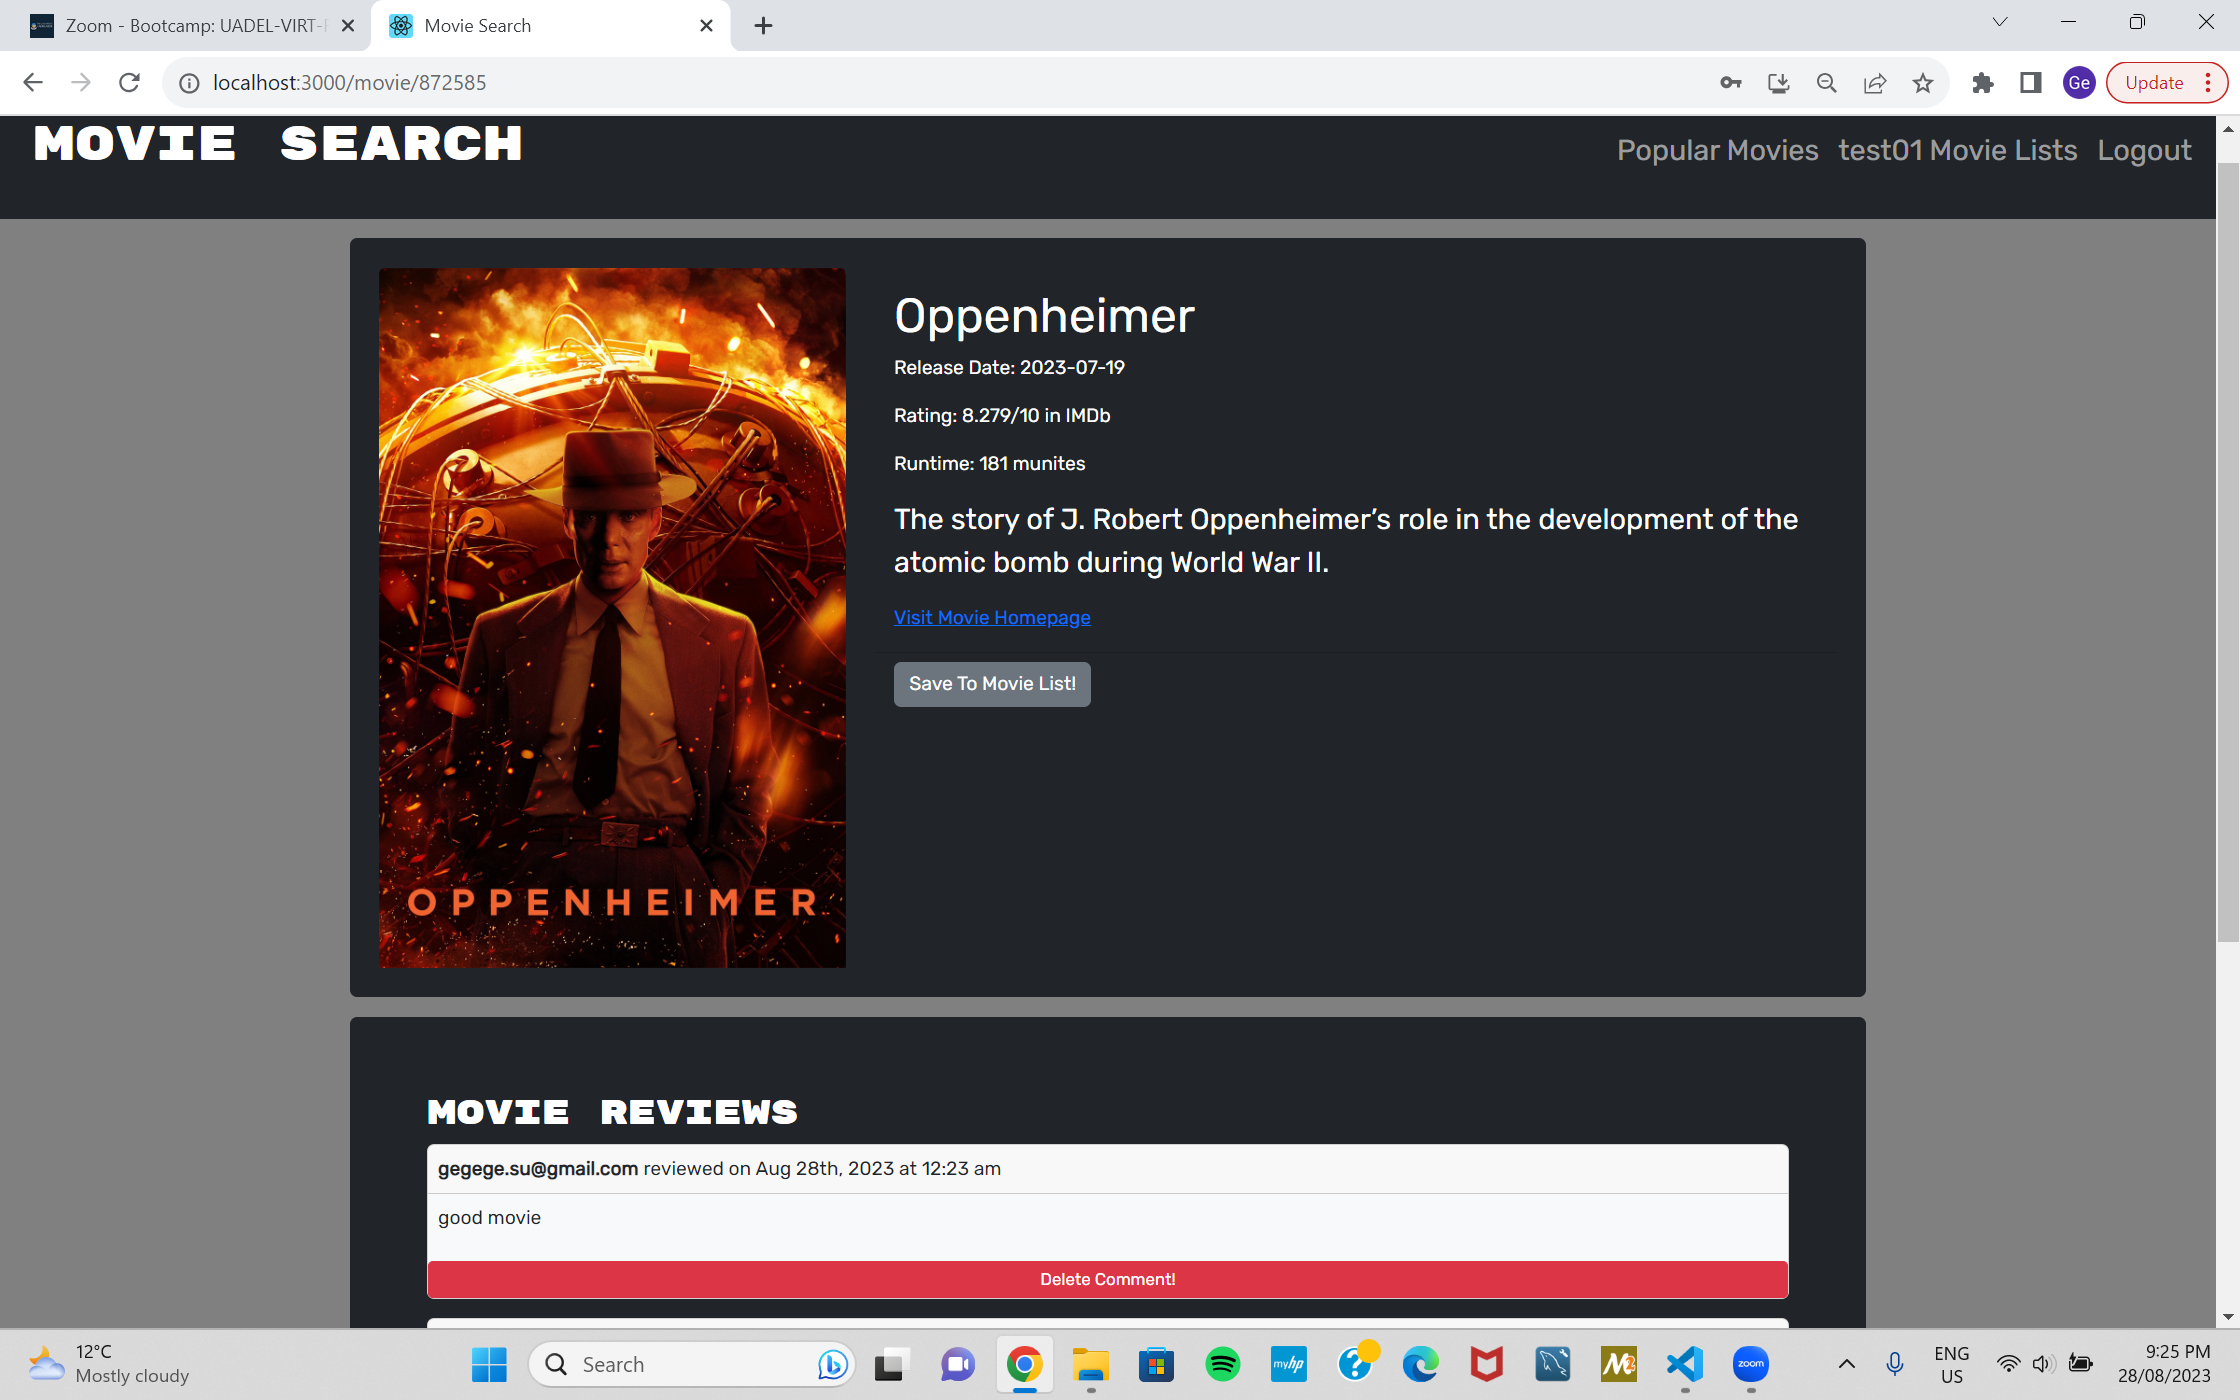 Zoom - Bootcamp: UADEL-VIRT-F
Movie Search
localhost:3000/movie/872585
Ge
Update
MOVIE SEARCH
Popular Movies
test01 Movie Lists
Logout
OPPENHEIMER
Oppenheimer
Release Date: 2023-07-19
Rating: 8.279/10 in IMDb
Runtime: 181 munites
The story of J. Robert Oppenheimer’s role in the development of the
atomic bomb during World War II.
Visit Movie Homepage
Save To Movie List!
MOVIE REVIEWS
gegege.su@gmail.com reviewed on Aug 28th, 2023 at 12:23 am
good movie
Delete Comment!
12°C
Mostly cloudy
Search
myhp
M2
zoom
ENG
US
9:25 PM
28/08/2023